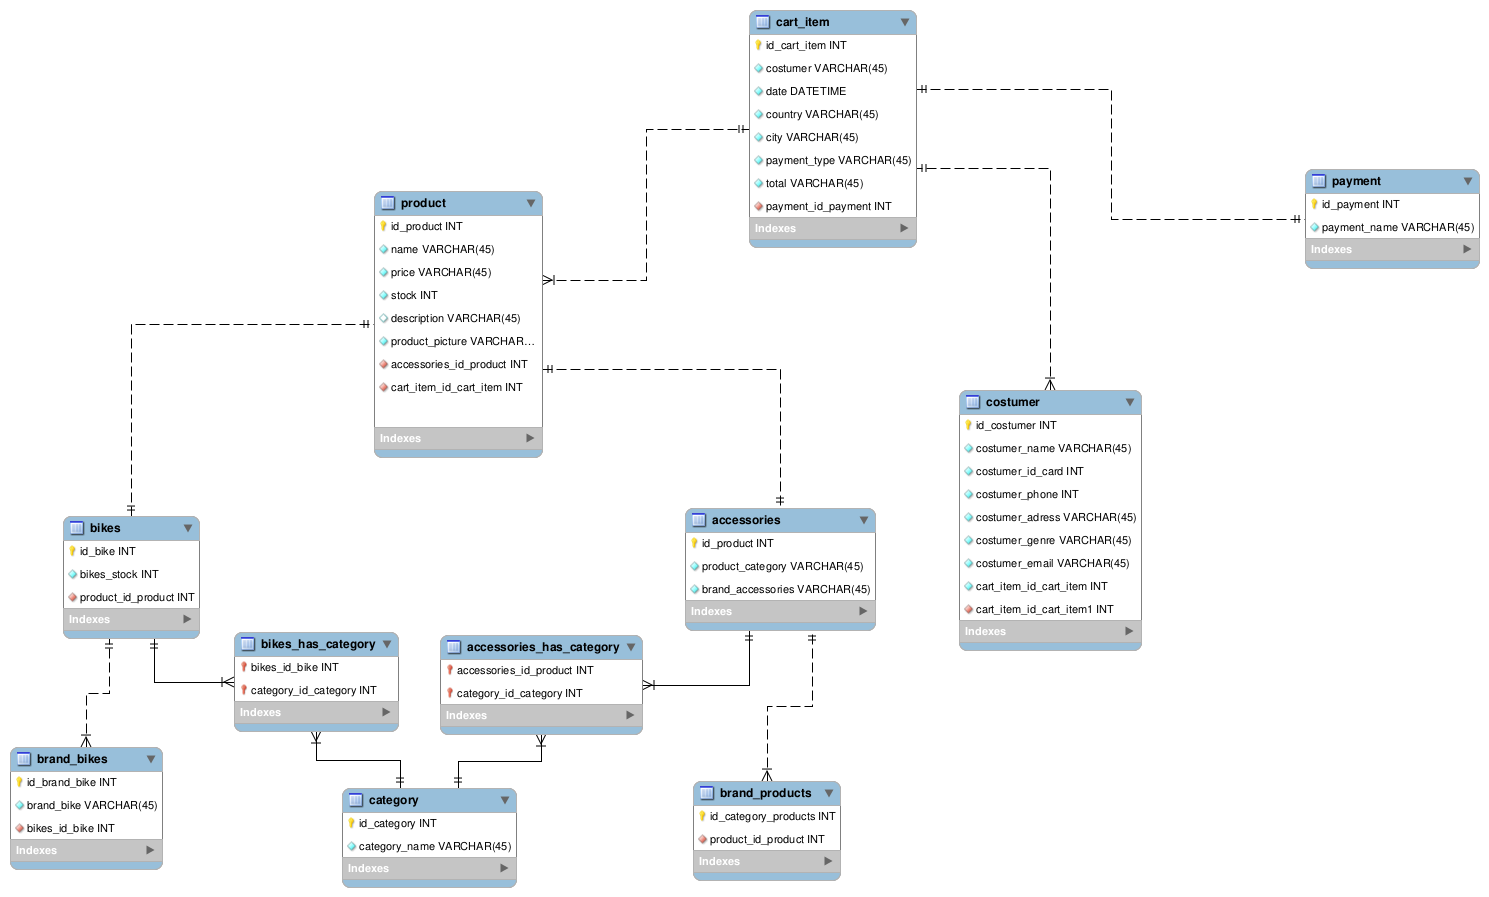 cart_item
id_cart_item INT
costumer VARCHAR(45)
date DATETIME
country VARCHAR(45)
city VARCHAR(45)
payment_type VARCHAR(45)
total VARCHAR(45)
payment_id_payment INT
Indexes
payment
id_payment INT
payment_name VARCHAR(45)
Indexes
product
id_product INT
name VARCHAR(45)
price VARCHAR(45)
stock INT
description VARCHAR(45)
product_picture VARCHAR...
accessories_id_product INT
cart_item_id_cart_item INT
Indexes
costumer
id_costumer INT
costumer_name VARCHAR(45)
costumer_id_card INT
costumer_phone INT
costumer_adress VARCHAR(45)
costumer_genre VARCHAR(45)
costumer_email VARCHAR(45)
cart_item_id_cart_item INT
cart_item_id_cart_item1 INT
Indexes
bikes
id_bike INT
bikes_stock INT
product_id_product INT
Indexes
accessories
id_product INT
product_category VARCHAR(45)
brand_accessories VARCHAR(45)
Indexes
bikes_has_category
bikes_id_bike INT
category_id_category INT
Indexes
accessories_has_category
accessories_id_product INT
category_id_category INT
Indexes
brand_bikes
id_brand_bike INT
brand_bike VARCHAR(45)
bikes_id_bike INT
Indexes
category
id_category INT
category_name VARCHAR(45)
Indexes
brand_products
id_category_products INT
product_id_product INT
Indexes